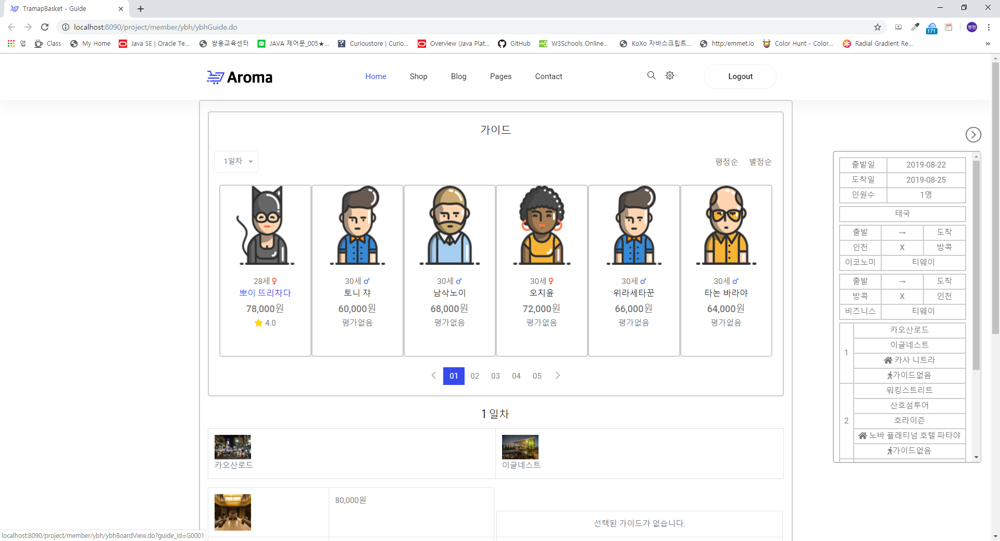 TramapBasket - Guide
localhost:8090/project/member/ybh/ybhGuide.do
병현
171
앱 Class My Home Java SE | Oracle Te... 쌍용교육센터 JAVA 제어문_005★... Curioustore | Curio... Overview (Java Plat... GitHub W3Schools Online... KoXo 자바스크립트... http:/emmet.io Color Hunt - Color... Radial Gradient Re... »
Aroma Home Shop Blog Pages Contact Logout
가이드
1일차 평점순 별점순
28세 30세 30세 30세 30세 30세
뽀이 뜨리차다 토니 쟈 남삭노이 오지윤 위라세타꾼 타논 바라야
78,000원 60,000원 68,000원 72,000원 66,000원 64,000원
4.0 평가없음 평가없음 평가없음 평가없음 평가없음
01 02 03 04 05
1 일차
카오산로드 이글네스트
80,000원
선택된 가이드가 없습니다.
출발일 2019-08-22
도착일 2019-08-25
인원수 1명
태국
출발 → 도착
인천 X 방콕
이코노미 티웨이
출발 → 도착
방콕 X 인천
비즈니스 티웨이
1
카오산로드
이글네스트
카사 니트라
가이드없음
2
워킹스트리트
산호섬투어
호라이즌
노바 플래티넘 호텔 파타야
가이드없음
localhost:8090/project/member/ybh/ybhBoardView.do?guide_id=G0001